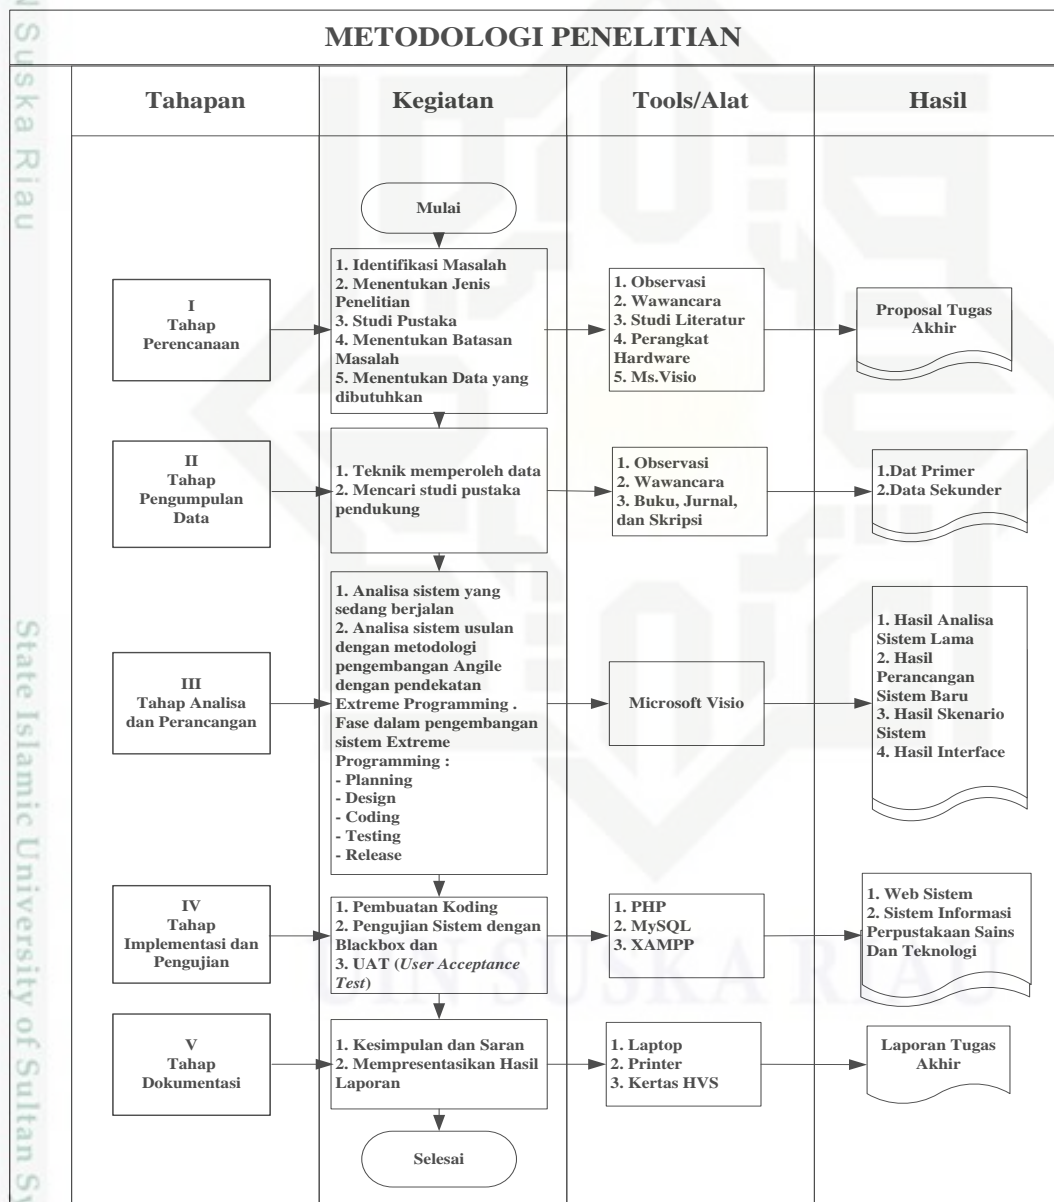 METODOLOGI PENELITIAN
Tahapan
Kegiatan
Tools/Alat
Hasil
Mulai
I
Tahap
Perencanaan
1. Identifikasi Masalah
2. Menentukan Jenis
Penelitian
3. Studi Pustaka
4. Menentukan Batasan
Masalah
5. Menentukan Data yang
dibutuhkan
1. Observasi
2. Wawancara
3. Studi Literatur
4. Perangkat
Hardware
5. Ms.Visio
Proposal Tugas
Akhir
II
Tahap
Pengumpulan
Data
1. Teknik memperoleh data
2. Mencari studi pustaka
pendukung
1. Observasi
2. Wawancara
3. Buku, Jurnal,
dan Skripsi
1.Dat Primer
2.Data Sekunder
III
Tahap Analisa
dan Perancangan
1. Analisa sistem yang
sedang berjalan
2. Analisa sistem usulan
dengan metodologi
pengembangan Angile
dengan pendekatan
Extreme Programming .
Fase dalam pengembangan
sistem Extreme
Programming :
- Planning
- Design
- Coding
- Testing
- Release
Microsoft Visio
1. Hasil Analisa
Sistem Lama
2. Hasil
Perancangan
Sistem Baru
3. Hasil Skenario
Sistem
4. Hasil Interface
IV
Tahap
Implementasi dan
Pengujian
1. Pembuatan Koding
2. Pengujian Sistem dengan
Blackbox dan
3. UAT (User Acceptance
Test)
1. PHP
2. MySQL
3. XAMPP
1. Web Sistem
2. Sistem Informasi
Perpustakaan Sains
Dan Teknologi
V
Tahap
Dokumentasi
1. Kesimpulan dan Saran
2. Mempresentasikan Hasil
Laporan
1. Laptop
2. Printer
3. Kertas HVS
Laporan Tugas
Akhir
Selesai
Suska Riau
State Islamic University of Sultan Sy
UIN SUSKA RIAU